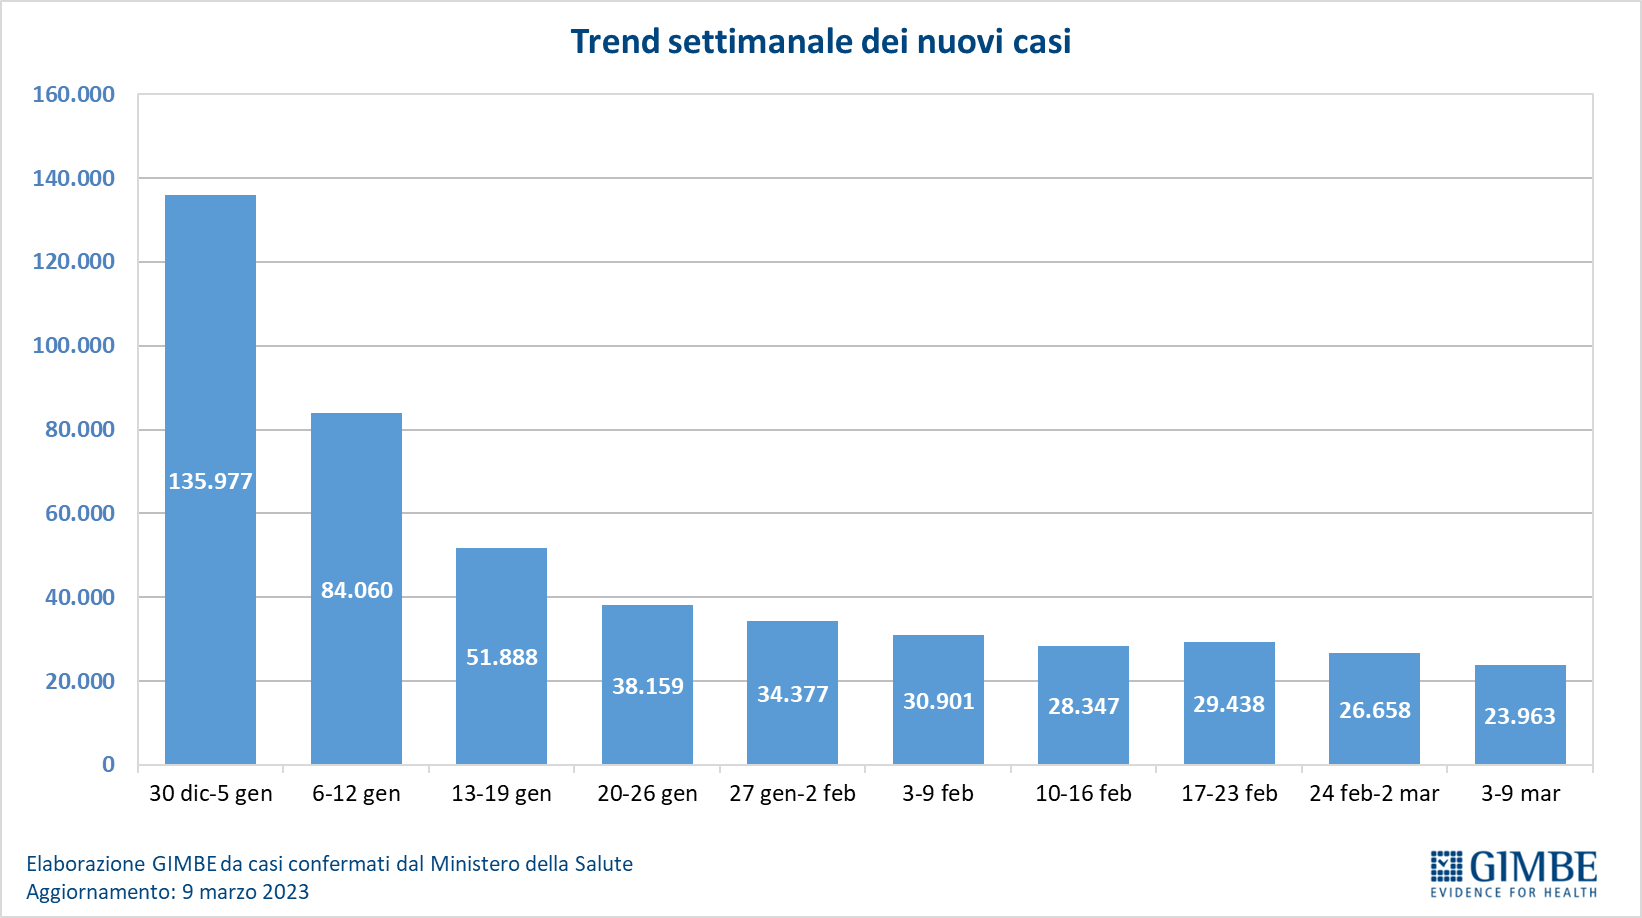 Trend settimanale dei nuovi casi
160.000
140.000
120.000
100.000
80.000
60.000
40.000
20.000
0
135.977
84.060
51.888
38.159
34.377
30.901
28.347
29.438
26.658
23.963
30 dic-5 gen
6-12 gen
13-19 gen
20-26 gen
27 gen-2 feb
3-9 feb
10-16 feb
17-23 feb
24 feb-2 mar
3-9 mar
Elaborazione GIMBE da casi confermati dal Ministero della Salute
Aggiornamento: 9 marzo 2023
GIMBE
EVIDENCE FOR HEALTH